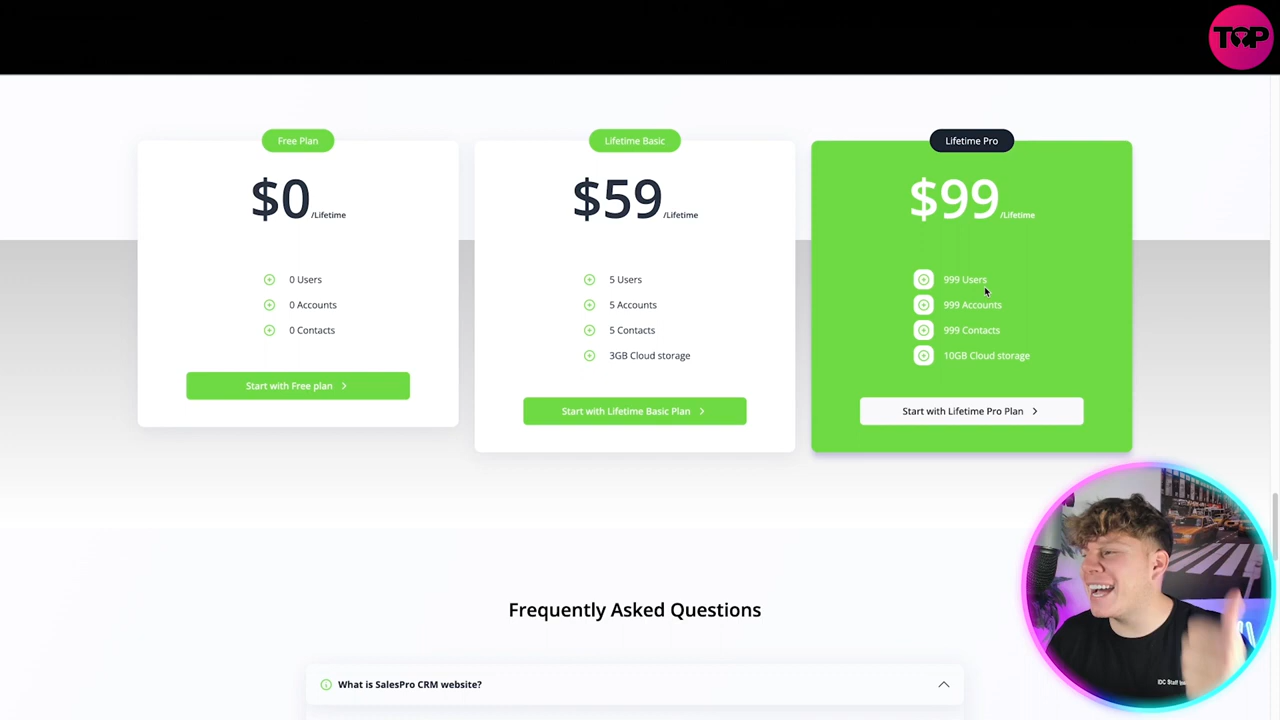 TOP
Free Plan
$0 /Lifetime
0 Users
0 Accounts
0 Contacts
Start with Free plan
Lifetime Basic
$59 /Lifetime
5 Users
5 Accounts
5 Contacts
3GB Cloud storage
Start with Lifetime Basic Plan
Lifetime Pro
$99 /Lifetime
999 Users
999 Accounts
999 Contacts
10GB Cloud storage
Start with Lifetime Pro Plan
Frequently Asked Questions
What is SalesPro CRM website?
IDC Staff